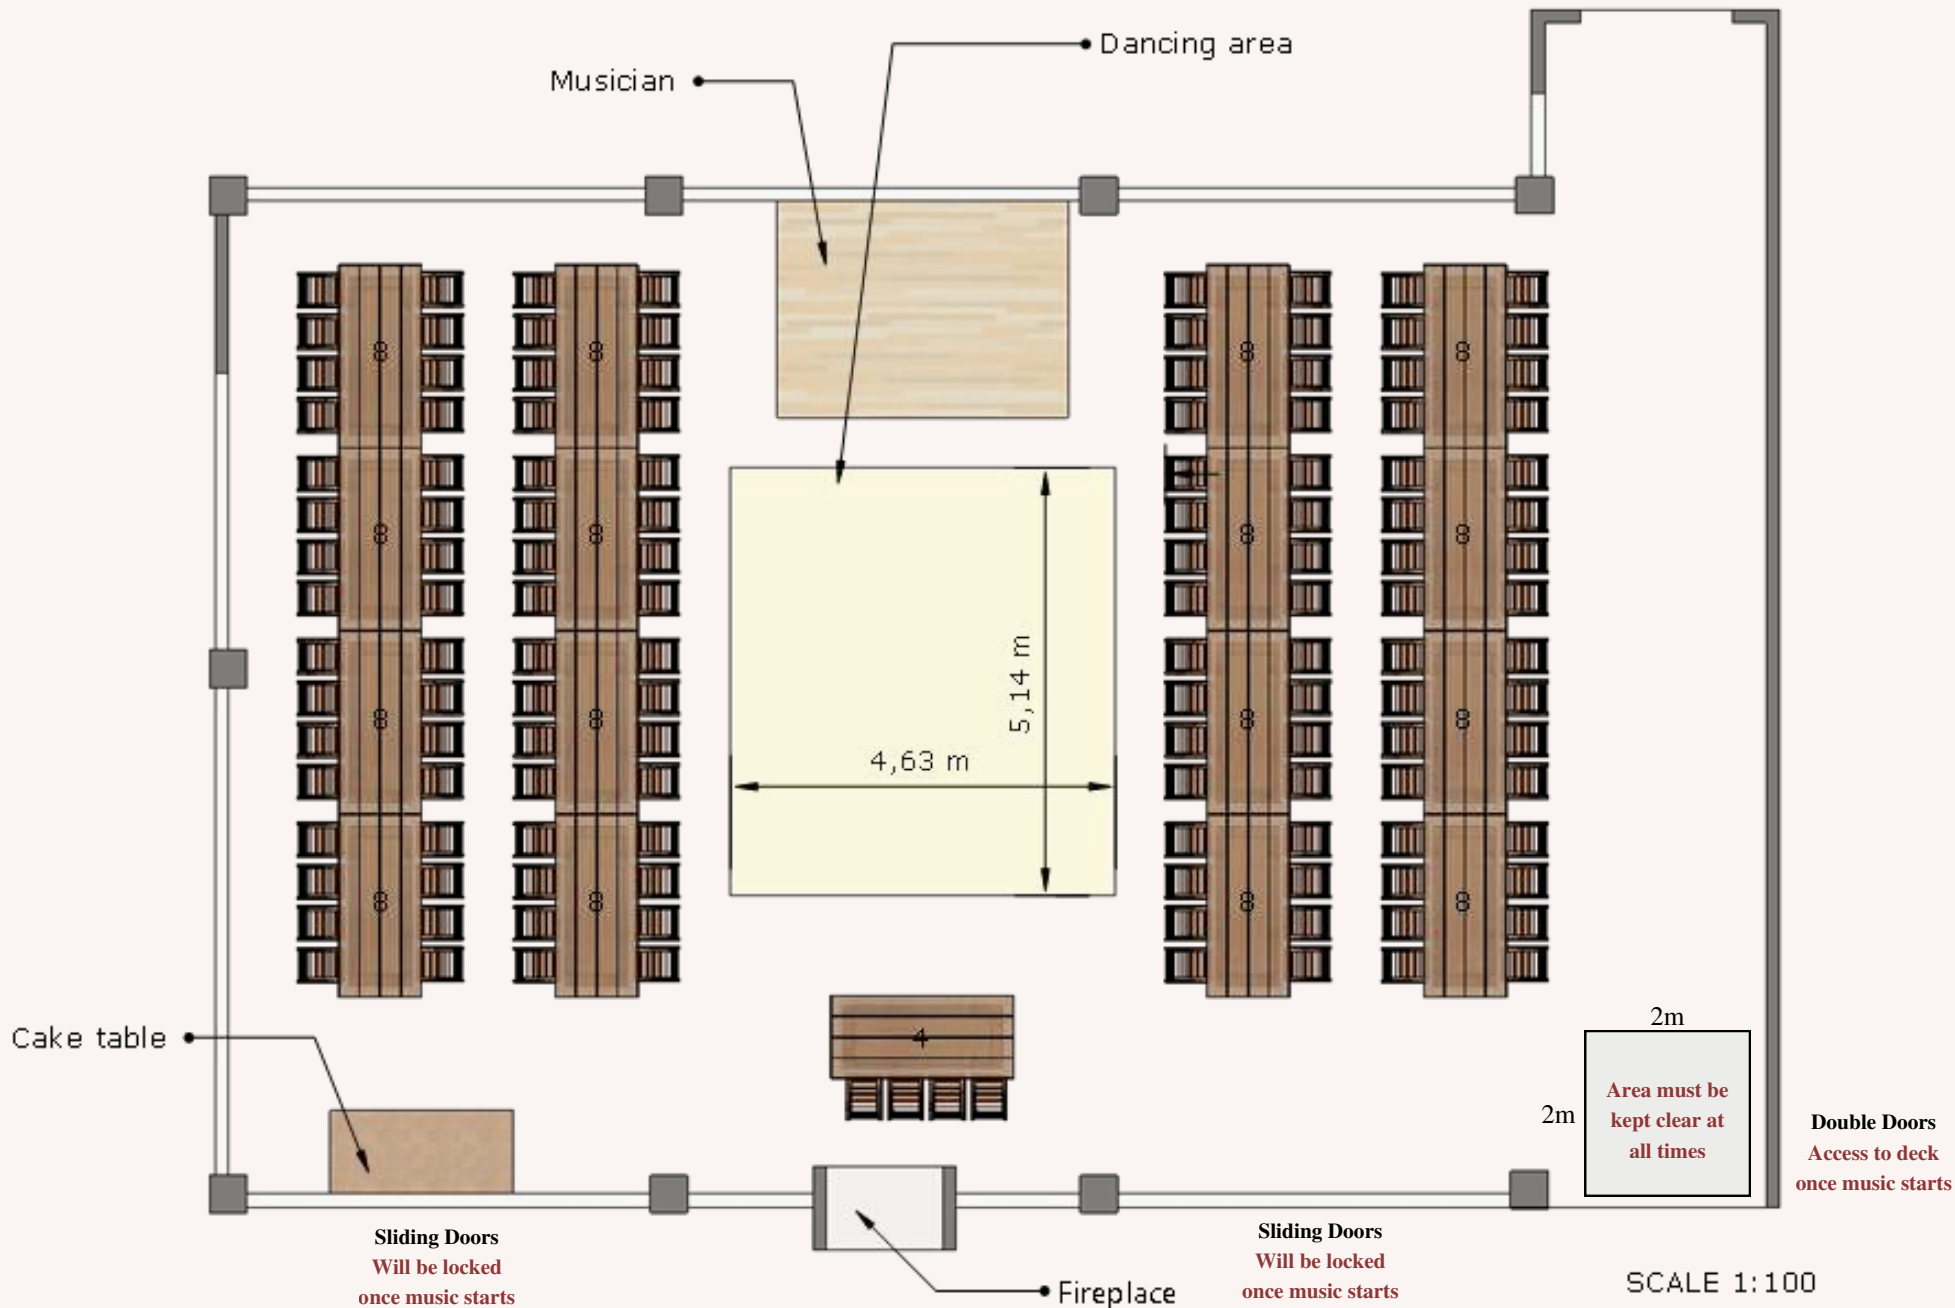 Dancing area
Musician
8
8
8
8
8
8
8
8
5,14 m
4,63 m
8
8
8
8
8
8
8
8
2m
4
Cake table
Area must be
kept clear at
all times
2m
Double Doors
Access to deck
once music starts
Sliding Doors
Will be locked
once music starts
Sliding Doors
Will be locked
once music starts
Fireplace
SCALE 1:100